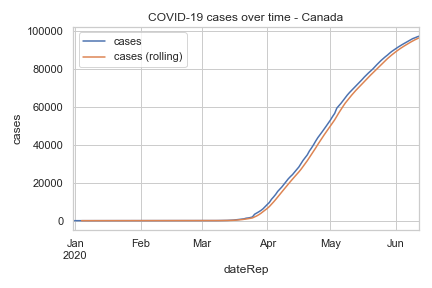 COVID-19 cases over time - Canada
100000
80000
60000
40000
20000
0
cases
cases
cases (rolling)
Jan
2020
Feb
Mar
Apr
May
Jun
dateRep